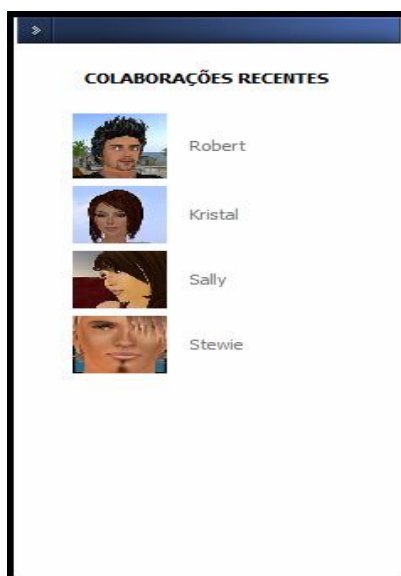 COLABORAÇÕES RECENTES
Robert
Kristal
Sally
Stewie